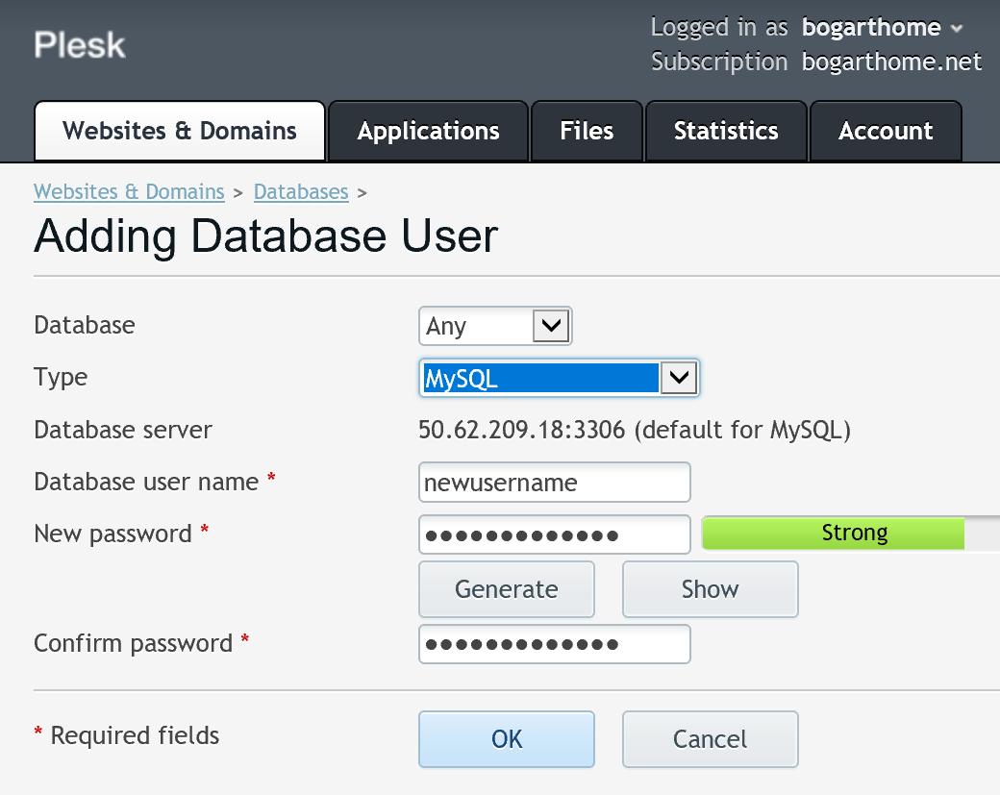 Plesk
Logged in as bogarthome
Subscription bogarthome.net
Websites & Domains Applications Files Statistics Account
Websites & Domains > Databases >
Adding Database User
Database Any
Type MySQL
Database server 50.62.209.18:3306 (default for MySQL)
Database user name * newusername
New password * ●●●●●●●●●●●●● Strong
Generate Show
Confirm password * ●●●●●●●●●●●●●
* Required fields OK Cancel